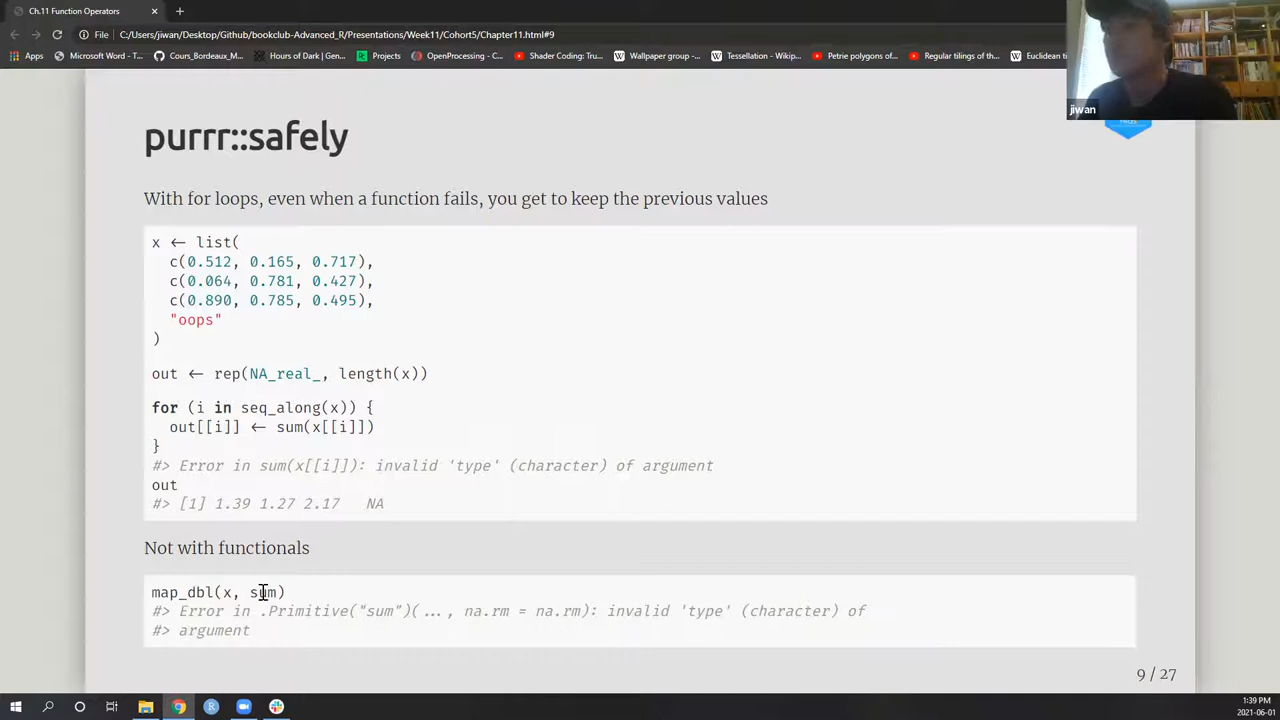 Ch.11 Function Operators
File | C:/Users/jiwan/Desktop/Github/bookclub-Advanced_R/Presentations/Week11/Cohort5/Chapter11.html#9
Apps Microsoft Word - T... Cours_Bordeaux_M... Hours of Dark | Gen... Projects OpenProcessing - C... Shader Coding: Tru... Wallpaper group -... Tessellation - Wikip... Petrie polygons of... Regular tilings of th... Euclidean ti
jiwan
purrr::safely
With for loops, even when a function fails, you get to keep the previous values
x ← list(
c(0.512, 0.165, 0.717),
c(0.064, 0.781, 0.427),
c(0.890, 0.785, 0.495),
"oops"
)
out ← rep(NA_real_, length(x))
for (i in seq_along(x)) {
out[[i]] ← sum(x[[i]])
}
#> Error in sum(x[[i]]): invalid 'type' (character) of argument
out
#> [1] 1.39 1.27 2.17 NA
Not with functionals
map_dbl(x, sum)
#> Error in .Primitive("sum")(..., na.rm = na.rm): invalid 'type' (character) of
#> argument
9 / 27
1:39 PM
2021-06-01